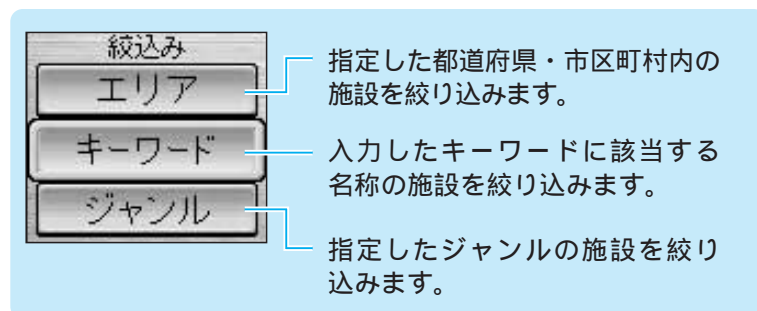 絞込み
エリア
キーワード
ジャンル
指定した都道府県・市区町村内の
施設を絞り込みます。
入力したキーワードに該当する
名称の施設を絞り込みます。
指定したジャンルの施設を絞り
込みます。